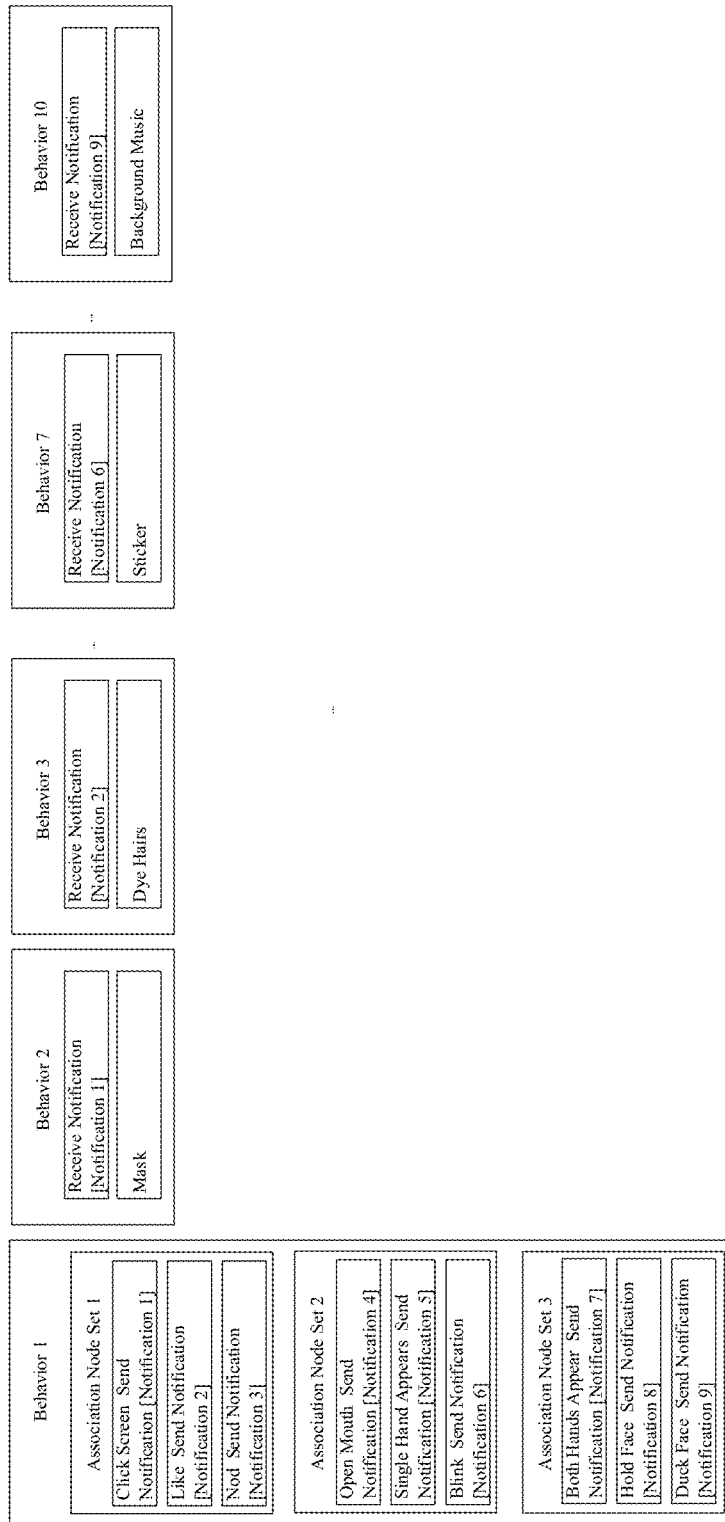 Behavior 1
Association Node Set 1
Click Screen Send
Notification [Notification 1]
Like Send Notification
[Notification 2]
Nod Send Notification
[Notification 3]
Association Node Set 2
Open Mouth Send
Notification [Notification 4]
Single Hand Appears Send
Notification [Notification 5]
Blink Send Notification
[Notification 6]
Association Node Set 3
Both Hands Appear Send
Notification [Notification 7]
Hold Face Send Notification
[Notification 8]
Duck Face Send Notification
[Notification 9]
Behavior 2
Receive Notification
[Notification 1]
Mask
Behavior 3
Receive Notification
[Notification 2]
Dye Hairs
...
...
Behavior 7
Receive Notification
[Notification 6]
Sticker
...
Behavior 10
Receive Notification
[Notification 9]
Background Music